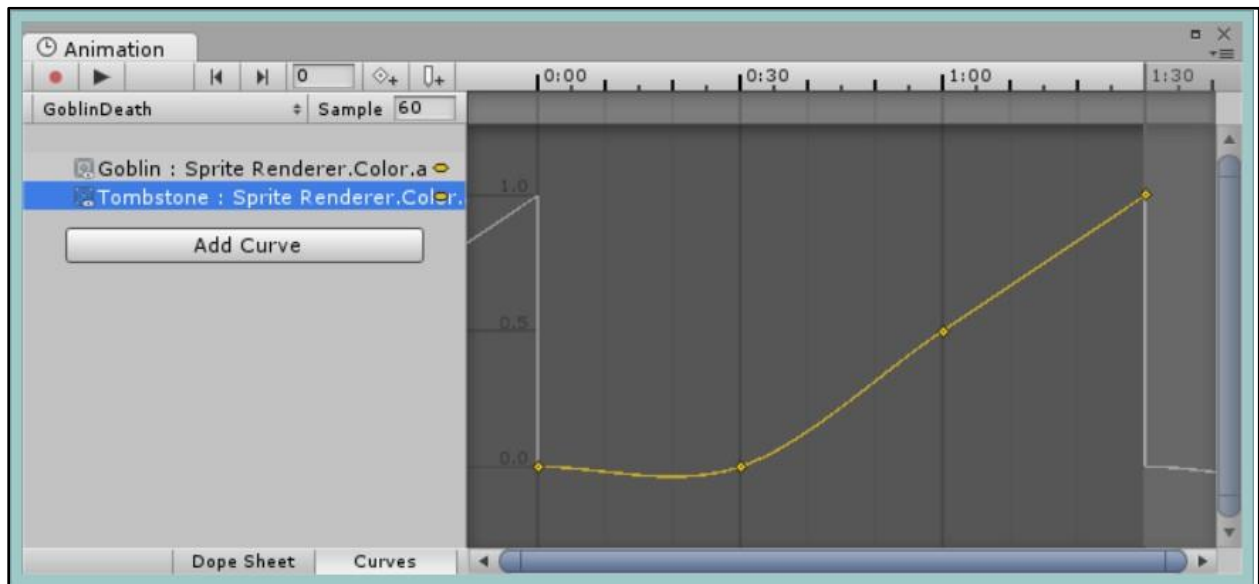 Animation
0 0:00 0:30 1:00 1:30
GoblinDeath Sample 60
Goblin : Sprite Renderer.Color.a
Tombstone : Sprite Renderer.Color.
Add Curve
1.0
0.5
0.0
Dope Sheet Curves